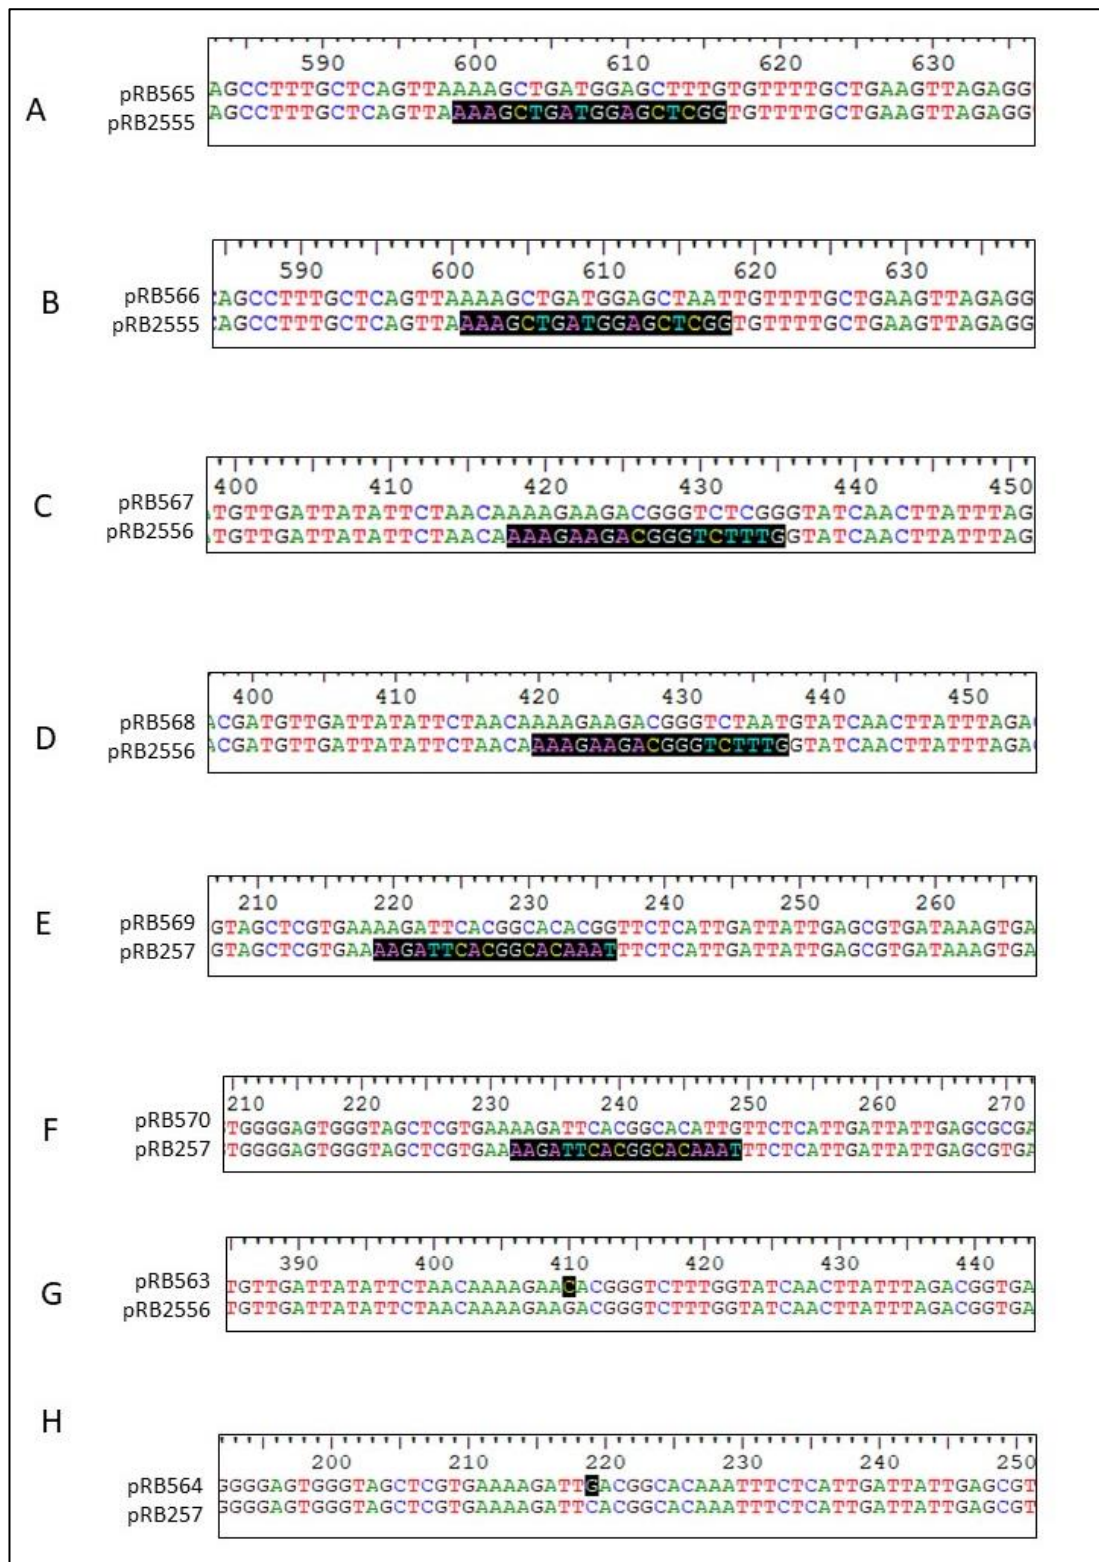 590 600 610 620 630
pRB565 AGCCTTTGCTCAGTTAAAAGCTGATGGAGCTTTGTGTTTTGCTGAAGTTAGAGG
A
pRB2555 AGCCTTTGCTCAGTTAAAAGCTGATGGAGCTCGGTGTTTTGCTGAAGTTAGAGG
590 600 610 620 630
B
pRB566 AGCCTTTGCTCAGTTAAAAGCTGATGGAGCTAATTGTTTTGCTGAAGTTAGAGG
pRB2555 AGCCTTTGCTCAGTTAAAAGCTGATGGAGCTCGGTGTTTTGCTGAAGTTAGAGG
400 410 420 430 440 450
C
pRB567 TGTTGATTATATTCTAACAAAAGAAGACGGGTCTCGGGTATCAACTTATTTAG
pRB2556 TGTTGATTATATTCTAACAAAAGAAGACGGGTCTTTGGTATCAACTTATTTAG
400 410 420 430 440 450
pRB568 ACGATGTTGATTATATTCTAACAAAAGAAGACGGGTCTAATGTATCAACTTATTTAGA
D
pRB2556 ACGATGTTGATTATATTCTAACAAAAGAAGACGGGTCTTTGGTATCAACTTATTTAGA
210 220 230 240 250 260
E
pRB569 GTAGCTCGTGAAAAGATTCACGGCACACGGTTCTCATTGATTATTGAGCGTGATAAAGTGA
pRB257 GTAGCTCGTGAAAAGATTCACGGCACAAATTTCTCATTGATTATTGAGCGTGATAAAGTGA
210 220 230 240 250 260 270
F
pRB570 TGGGGAGTGGGTAGCTCGTGAAAAGATTCACGGCACATTGTTCTCATTGATTATTGAGCGCGA
pRB257 TGGGGAGTGGGTAGCTCGTGAAAAGATTCACGGCACAAATTTCTCATTGATTATTGAGCGTGA
390 400 410 420 430 440
pRB563 TGTTGATTATATTCTAACAAAAGAACACGGGTCTTTGGTATCAACTTATTTAGACGGTGA
G
pRB2556 TGTTGATTATATTCTAACAAAAGAAGACGGGTCTTTGGTATCAACTTATTTAGACGGTGA
H
200 210 220 230 240 250
pRB564 GGGGAGTGGGTAGCTCGTGAAAAGATTGACGGCACAAATTTCTCATTGATTATTGAGCGT
pRB257 GGGGAGTGGGTAGCTCGTGAAAAGATTCACGGCACAAATTTCTCATTGATTATTGAGCGT